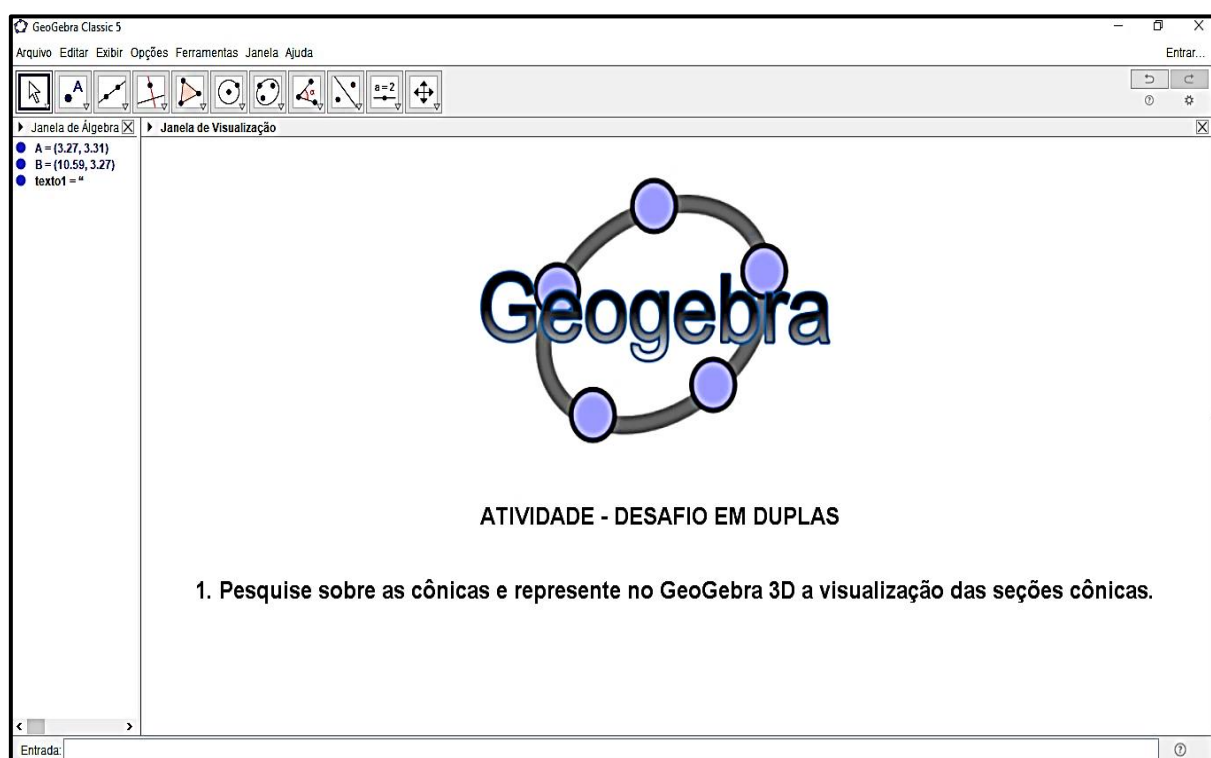 GeoGebra Classic 5
Arquivo Editar Exibir Opções Ferramentas Janela Ajuda
Entrar...
A
α
a=2
Janela de Álgebra
Janela de Visualização
A = (3.27, 3.31)
B = (10.59, 3.27)
texto1 = “
Geogebra
ATIVIDADE - DESAFIO EM DUPLAS
1. Pesquise sobre as cônicas e represente no GeoGebra 3D a visualização das seções cônicas.
Entrada: